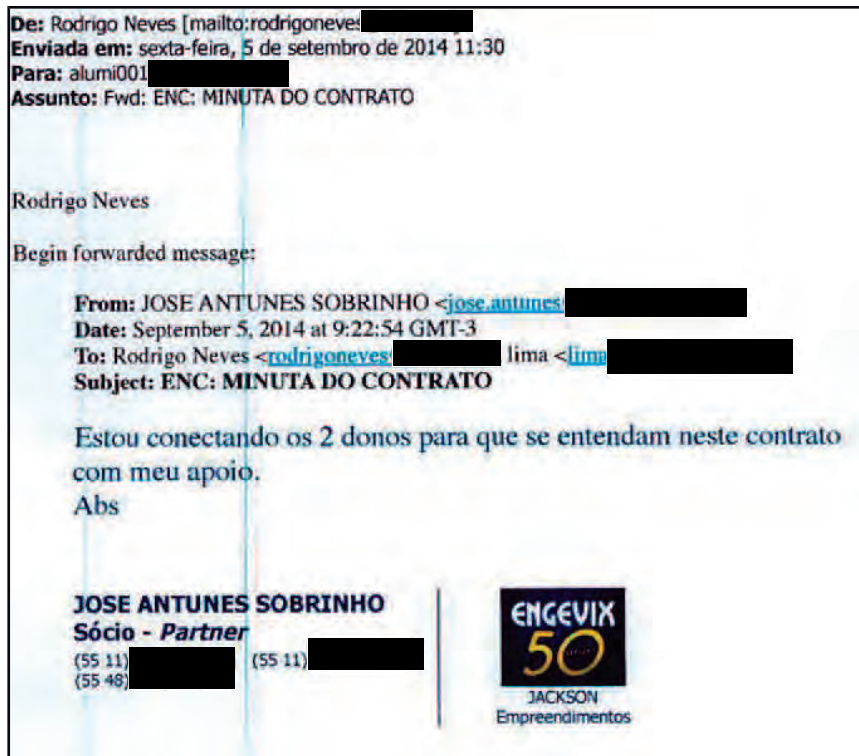 De: Rodrigo Neves [mailto:rodrigoneves
Enviada em: sexta-feira, 5 de setembro de 2014 11:30
Para: alumi001
Assunto: Fwd: ENC: MINUTA DO CONTRATO
Rodrigo Neves
Begin forwarded message:
From: JOSE ANTUNES SOBRINHO <jose.antunes
Date: September 5, 2014 at 9:22:54 GMT-3
To: Rodrigo Neves <rodrigoneves lima <lima
Subject: ENC: MINUTA DO CONTRATO
Estou conectando os 2 donos para que se entendam neste contrato
com meu apoio.
Abs
JOSE ANTUNES SOBRINHO
Sócio - Partner
(55 11) (55 11)
(55 48)
ENGEVIX
50
JACKSON
Empreendimentos